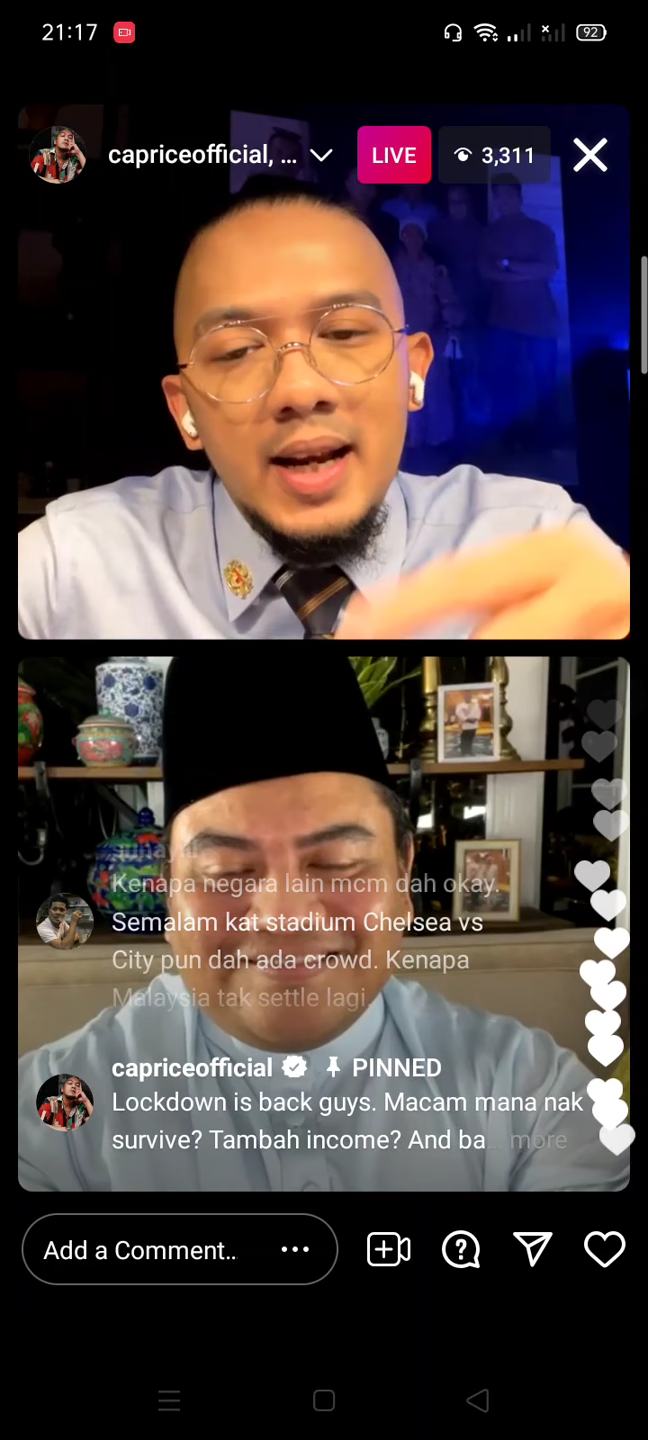 21:17
92
capriceofficial, ...
LIVE
3,311
Kenapa negara lain mcm dah okay.
Semalam kat stadium Chelsea vs
City pun dah ada crowd. Kenapa
Malaysia tak settle lagi.
capriceofficial PINNED
Lockdown is back guys. Macam mana nak
survive? Tambah income? And ba... more
Add a Comment..